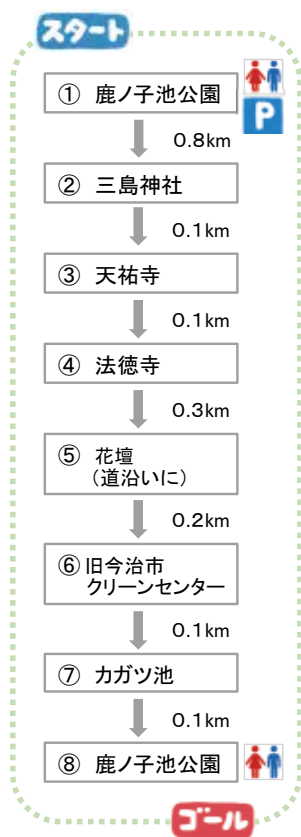 スタート
① 鹿ノ子池公園
P
0.8km
② 三島神社
0.1km
③ 天祐寺
0.1km
④ 法徳寺
0.3km
⑤ 花壇
(道沿いに)
0.2km
⑥ 旧今治市
クリーンセンター
0.1km
⑦ カガツ池
0.1km
⑧ 鹿ノ子池公園
ゴール